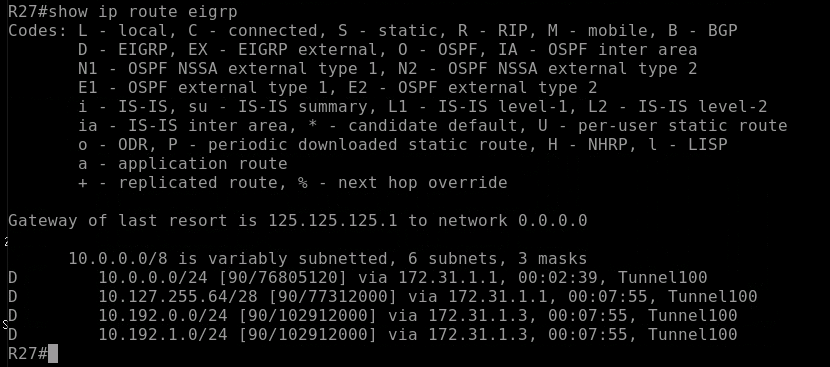 R27#show ip route eigrp
Codes: L - local, C - connected, S - static, R - RIP, M - mobile, B - BGP
       D - EIGRP, EX - EIGRP external, O - OSPF, IA - OSPF inter area
       N1 - OSPF NSSA external type 1, N2 - OSPF NSSA external type 2
       E1 - OSPF external type 1, E2 - OSPF external type 2
       i - IS-IS, su - IS-IS summary, L1 - IS-IS level-1, L2 - IS-IS level-2
       ia - IS-IS inter area, * - candidate default, U - per-user static route
       o - ODR, P - periodic downloaded static route, H - NHRP, l - LISP
       a - application route
       + - replicated route, % - next hop override
Gateway of last resort is 125.125.125.1 to network 0.0.0.0
      10.0.0.0/8 is variably subnetted, 6 subnets, 3 masks
D        10.0.0.0/24 [90/76805120] via 172.31.1.1, 00:02:39, Tunnel100
D        10.127.255.64/28 [90/77312000] via 172.31.1.1, 00:07:55, Tunnel100
D        10.192.0.0/24 [90/102912000] via 172.31.1.3, 00:07:55, Tunnel100
D        10.192.1.0/24 [90/102912000] via 172.31.1.3, 00:07:55, Tunnel100
R27#